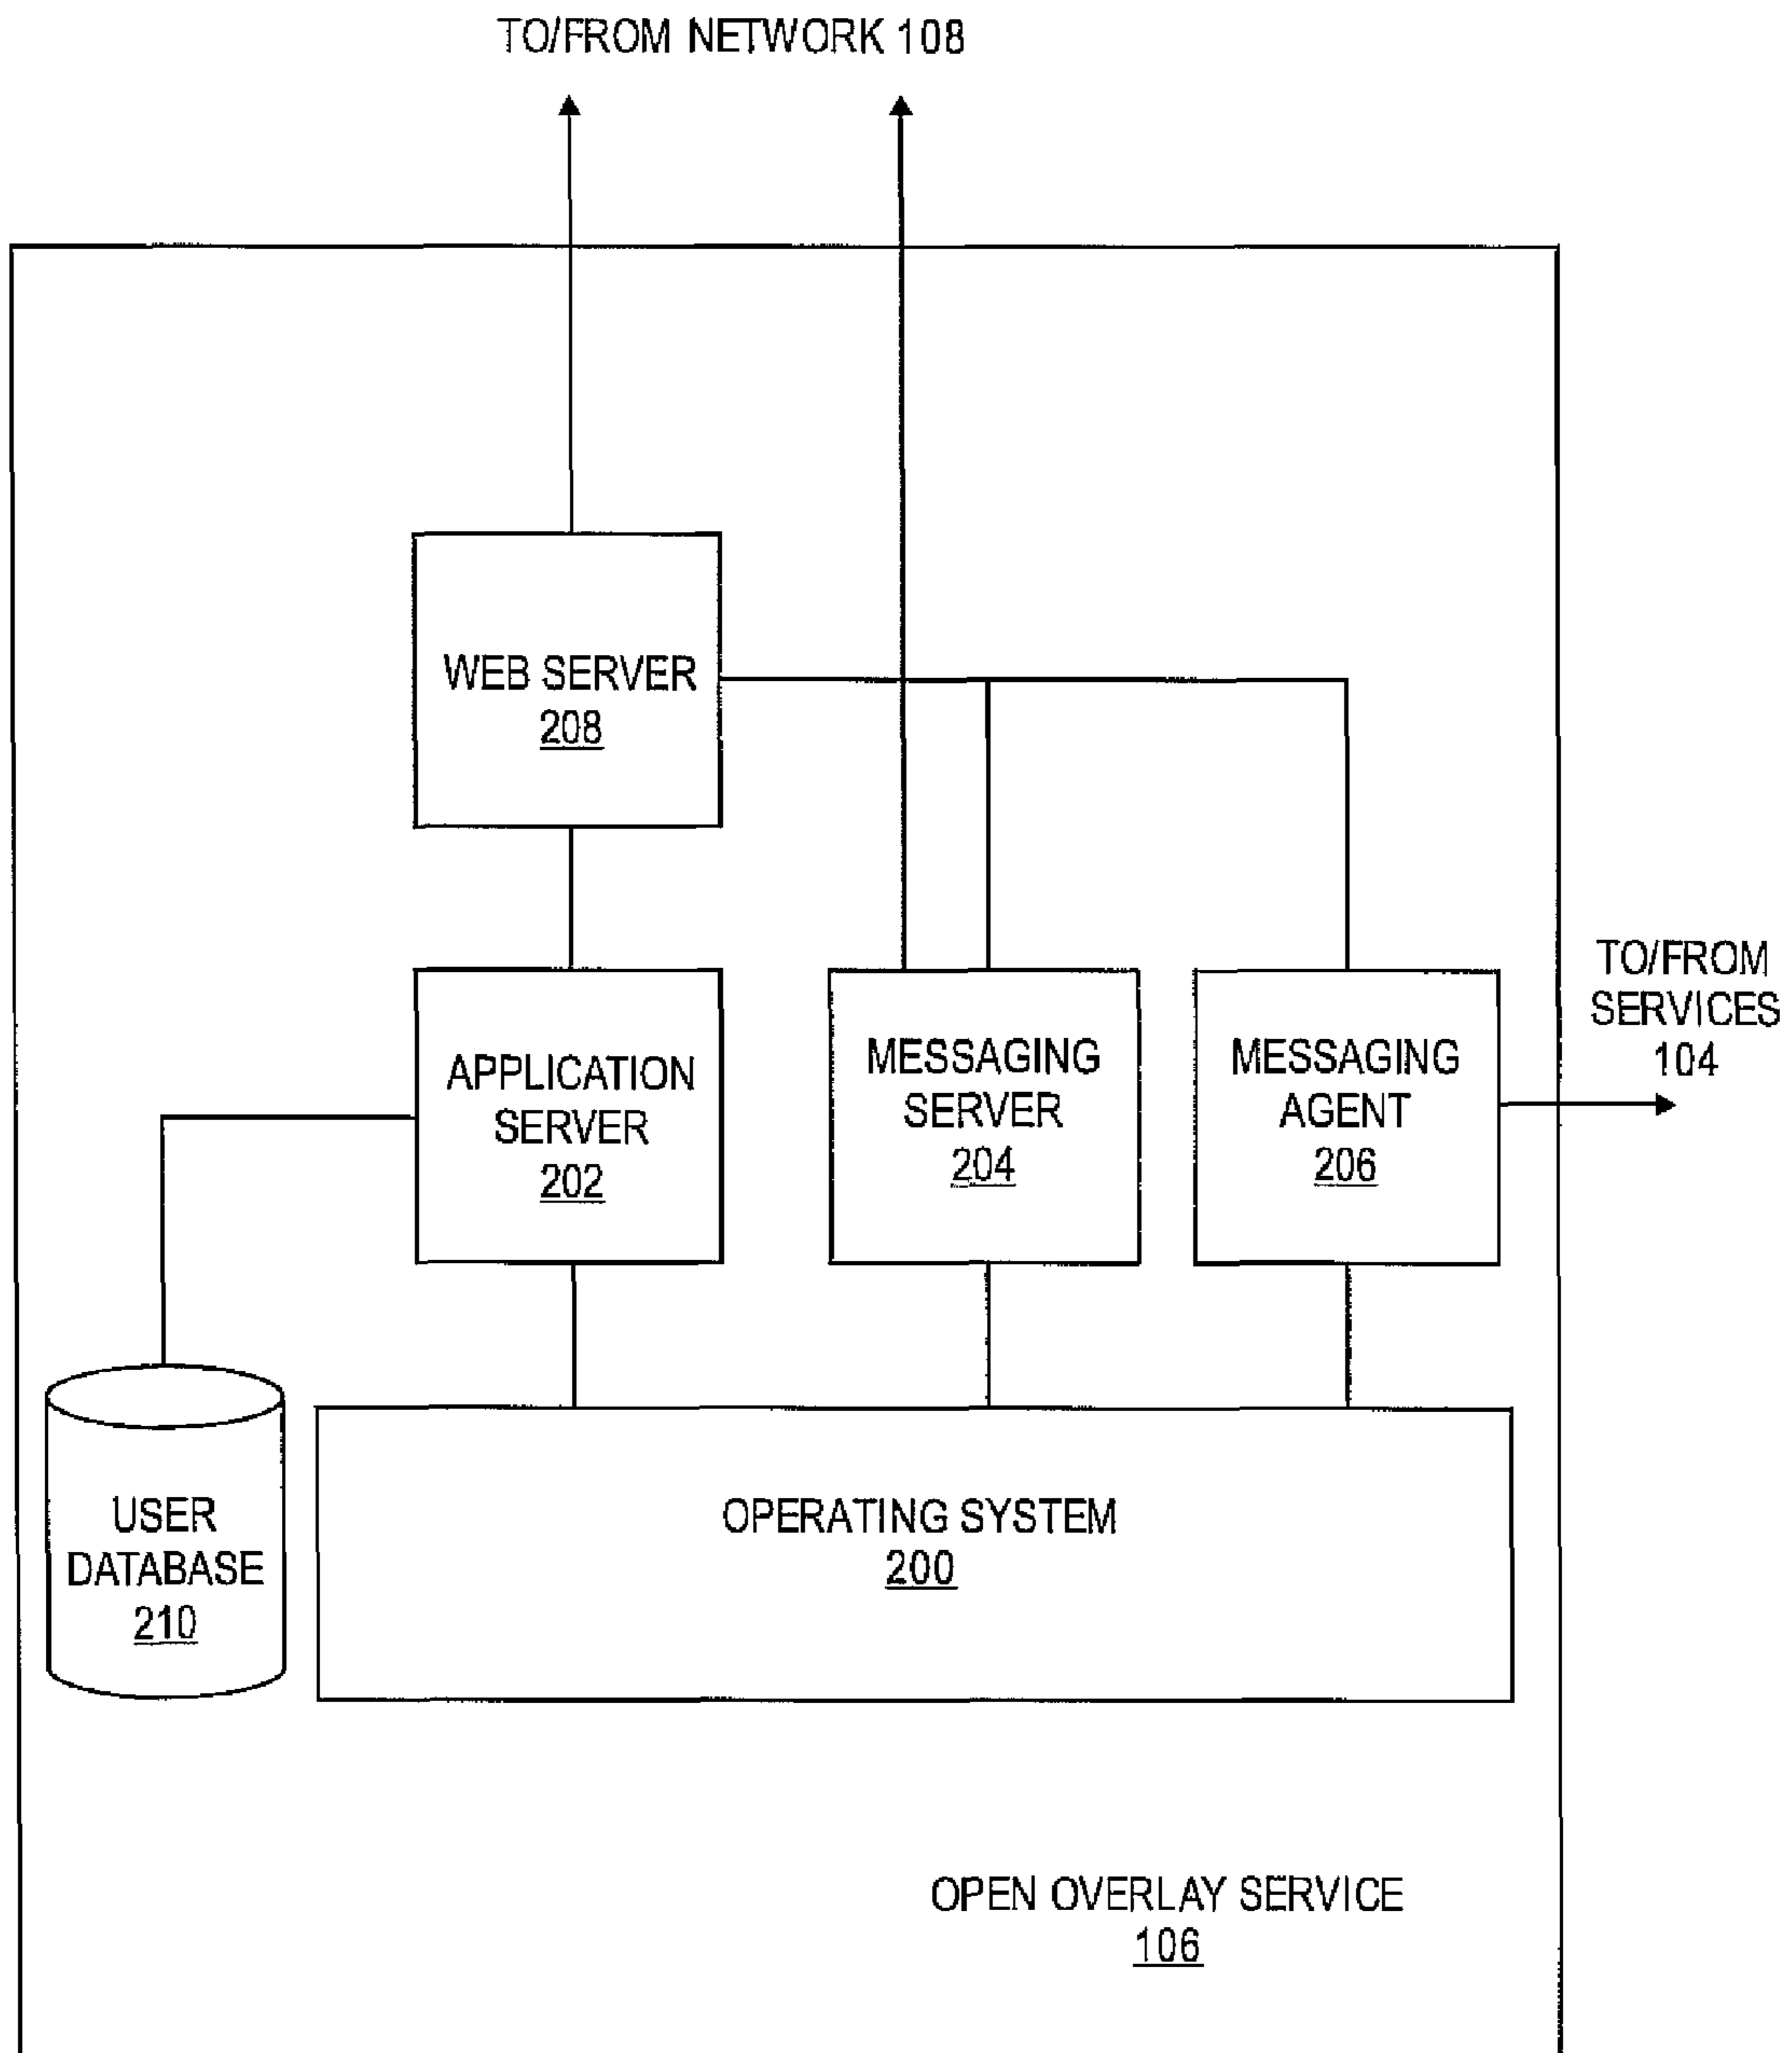 TO/FROM NETWORK 108
WEB SERVER
208
TO/FROM
SERVICES
104
APPLICATION
SERVER
202
MESSAGING
SERVER
204
MESSAGING
AGENT
206
USER
DATABASE
210
OPERATING SYSTEM
200
OPEN OVERLAY SERVICE
106